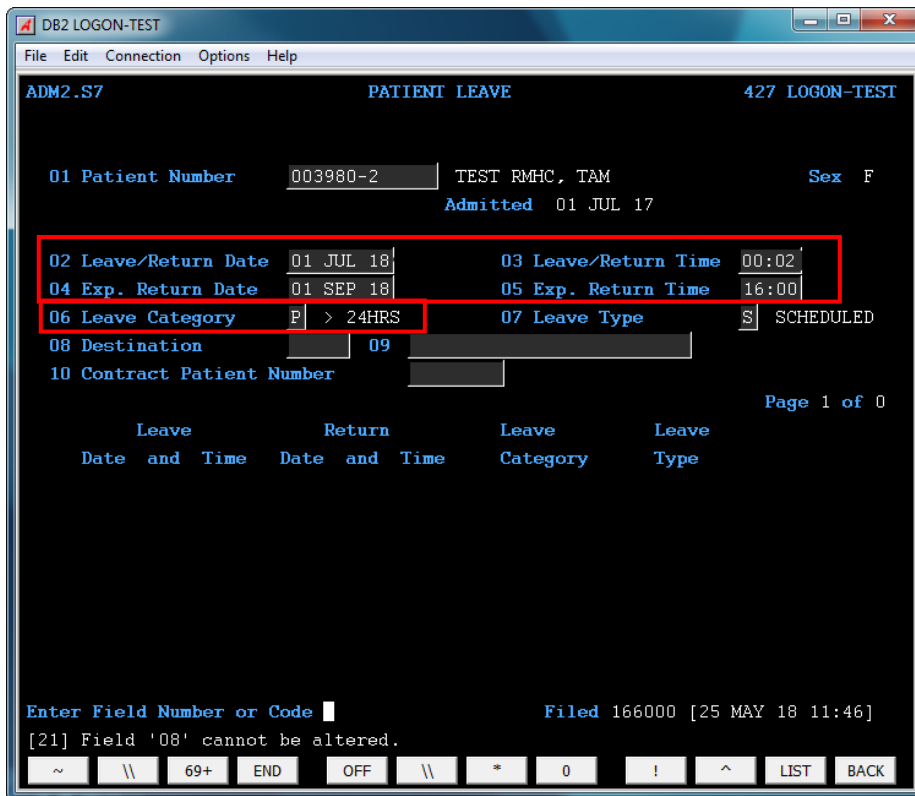 DB2 LOGON-TEST
File Edit Connection Options Help
ADM2.S7 PATIENT LEAVE 427 LOGON-TEST
01 Patient Number 003980-2 TEST RMHC, TAM Sex F
Admitted 01 JUL 17
02 Leave/Return Date 01 JUL 18 03 Leave/Return Time 00:02
04 Exp. Return Date 01 SEP 18 05 Exp. Return Time 16:00
06 Leave Category P > 24HRS 07 Leave Type S SCHEDULED
08 Destination 09
10 Contract Patient Number
Page 1 of 0
Leave Return Leave Leave
Date and Time Date and Time Category Type
Enter Field Number or Code Filed 166000 [25 MAY 18 11:46]
[21] Field '08' cannot be altered.
~ \\ 69+ END OFF \\ * 0 ! ^ LIST BACK